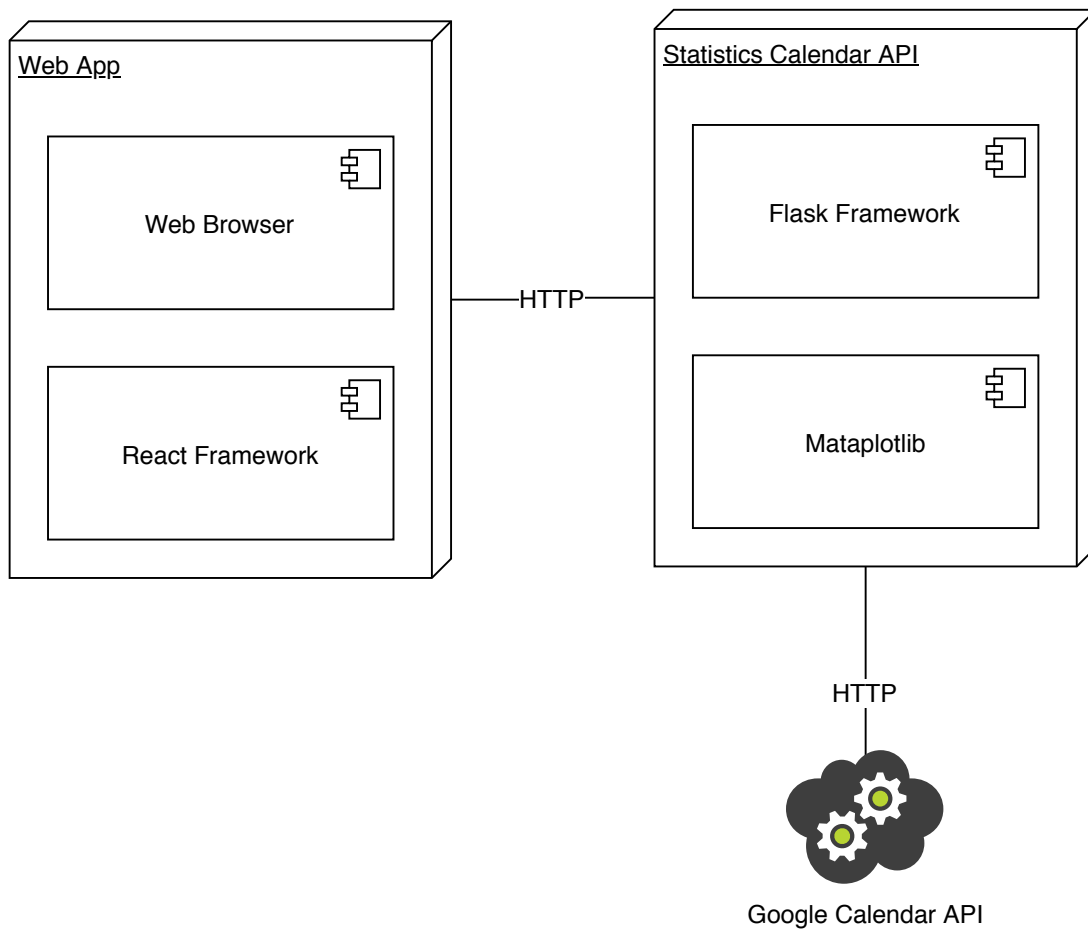 Web App
Web Browser
React Framework
HTTP
Statistics Calendar API
Flask Framework
Mataplotlib
HTTP
Google Calendar API